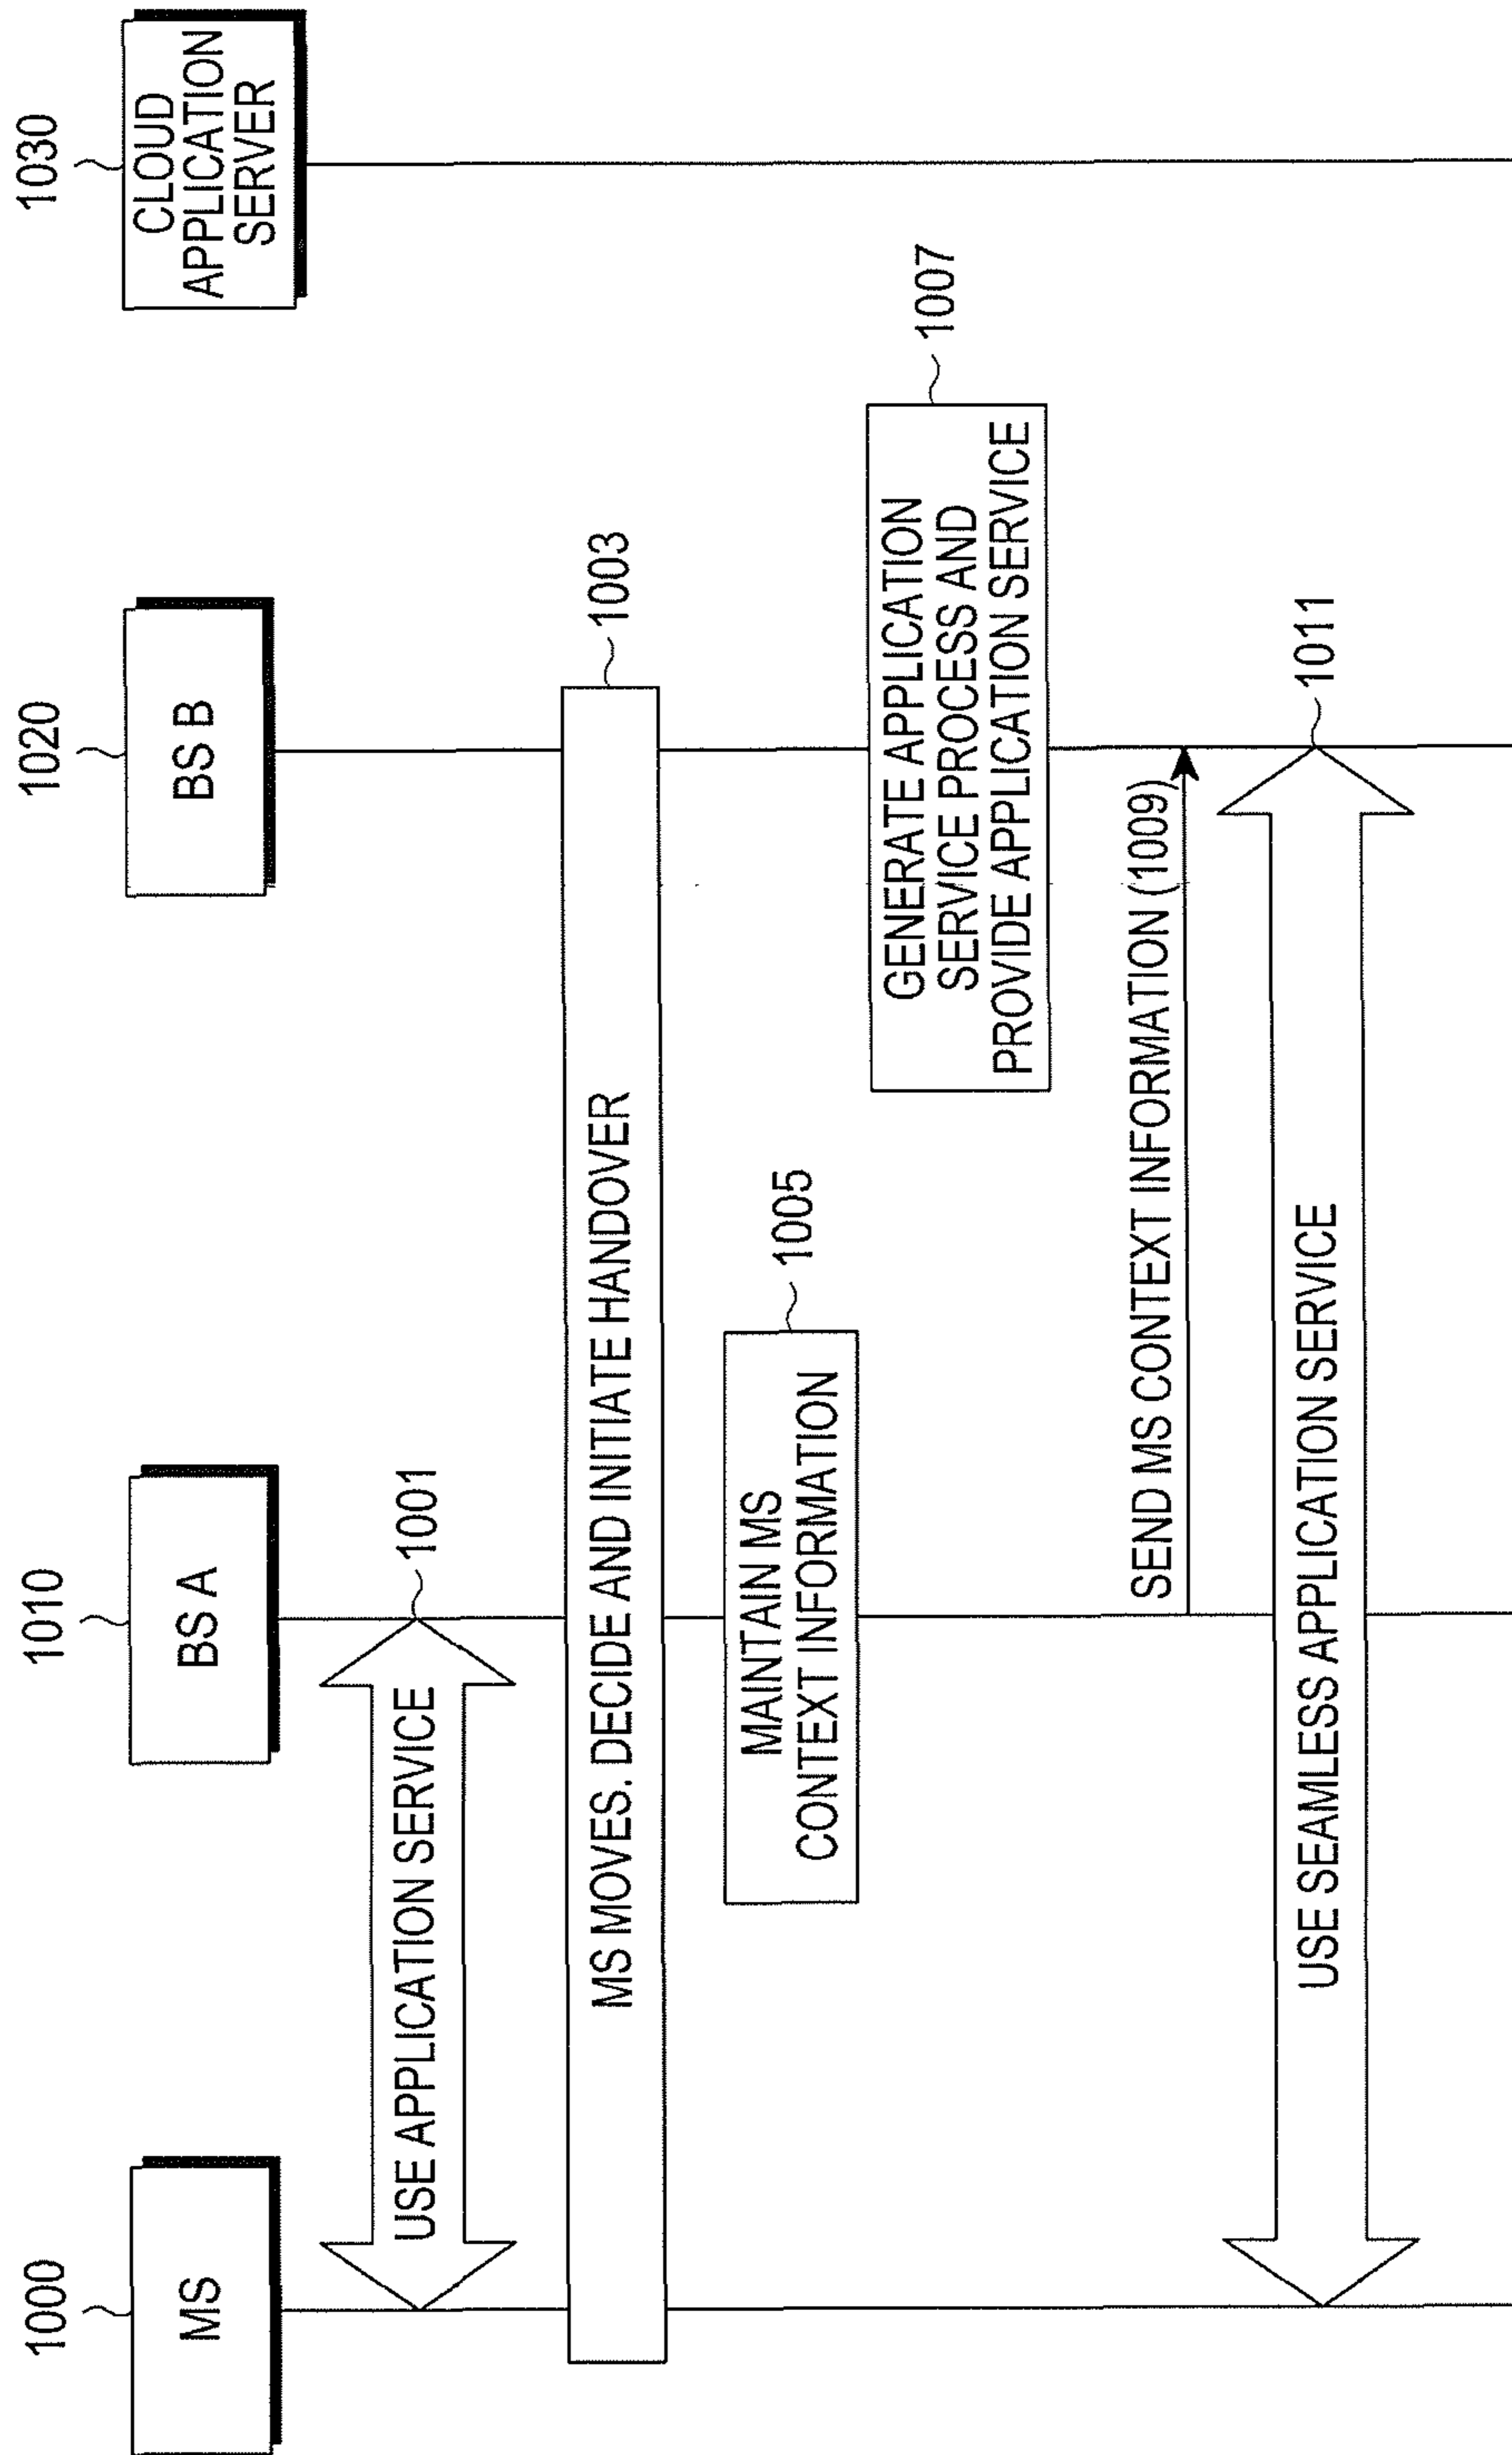 1000
MS
1010
BS A
1020
BS B
1030
CLOUD
APPLICATION
SERVER
USE APPLICATION SERVICE
1001
MS MOVES. DECIDE AND INITIATE HANDOVER
1003
MAINTAIN MS
CONTEXT INFORMATION
1005
GENERATE APPLICATION
SERVICE PROCESS AND
PROVIDE APPLICATION SERVICE
1007
SEND MS CONTEXT INFORMATION (1009)
USE SEAMLESS APPLICATION SERVICE
1011